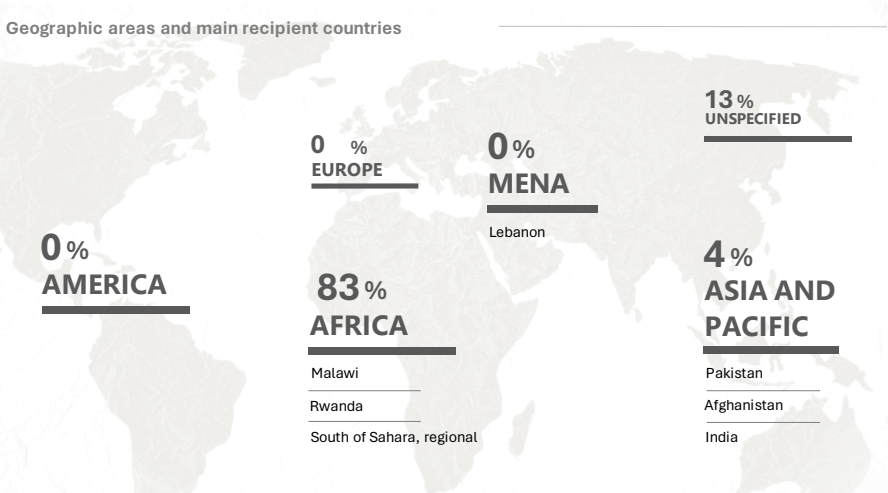 Geographic areas and main recipient countries
13 %
UNSPECIFIED
0 %
EUROPE
0 %
MENA
Lebanon
0 %
AMERICA
83 %
AFRICA
Malawi
Rwanda
South of Sahara, regional
4 %
ASIA AND
PACIFIC
Pakistan
Afghanistan
India